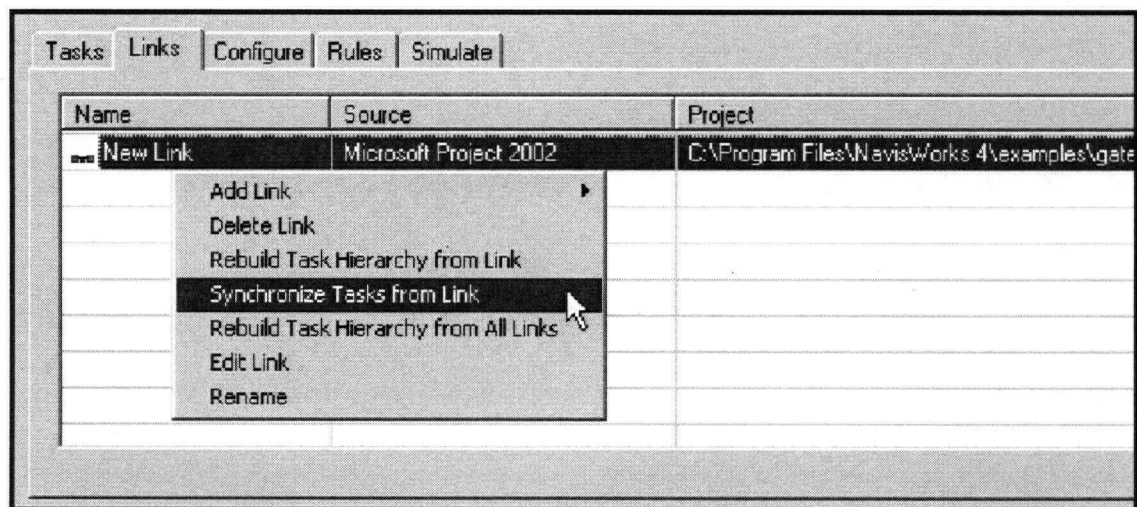 Tasks Links Configure Rules Simulate
Name Source Project
New Link Microsoft Project 2002 C:\Program Files\NavisWorks 4\examples\gate
Add Link
Delete Link
Rebuild Task Hierarchy from Link
Synchronize Tasks from Link
Rebuild Task Hierarchy from All Links
Edit Link
Rename